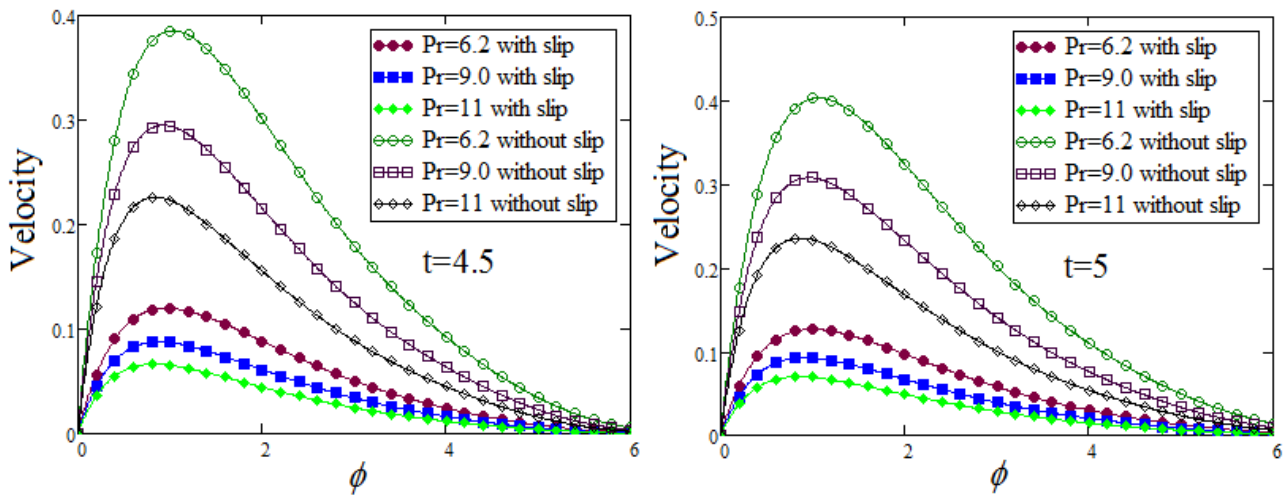 0.4
0.3
0.2
0.1
0
Velocity
Pr=6.2 with slip
Pr=9.0 with slip
Pr=11 with slip
Pr=6.2 without slip
Pr=9.0 without slip
Pr=11 without slip
t=4.5
0 2 4 6
ϕ
0.5
0.4
0.3
0.2
0.1
0
Velocity
Pr=6.2 with slip
Pr=9.0 with slip
Pr=11 with slip
Pr=6.2 without slip
Pr=9.0 without slip
Pr=11 without slip
t=5
0 2 4 6
ϕ